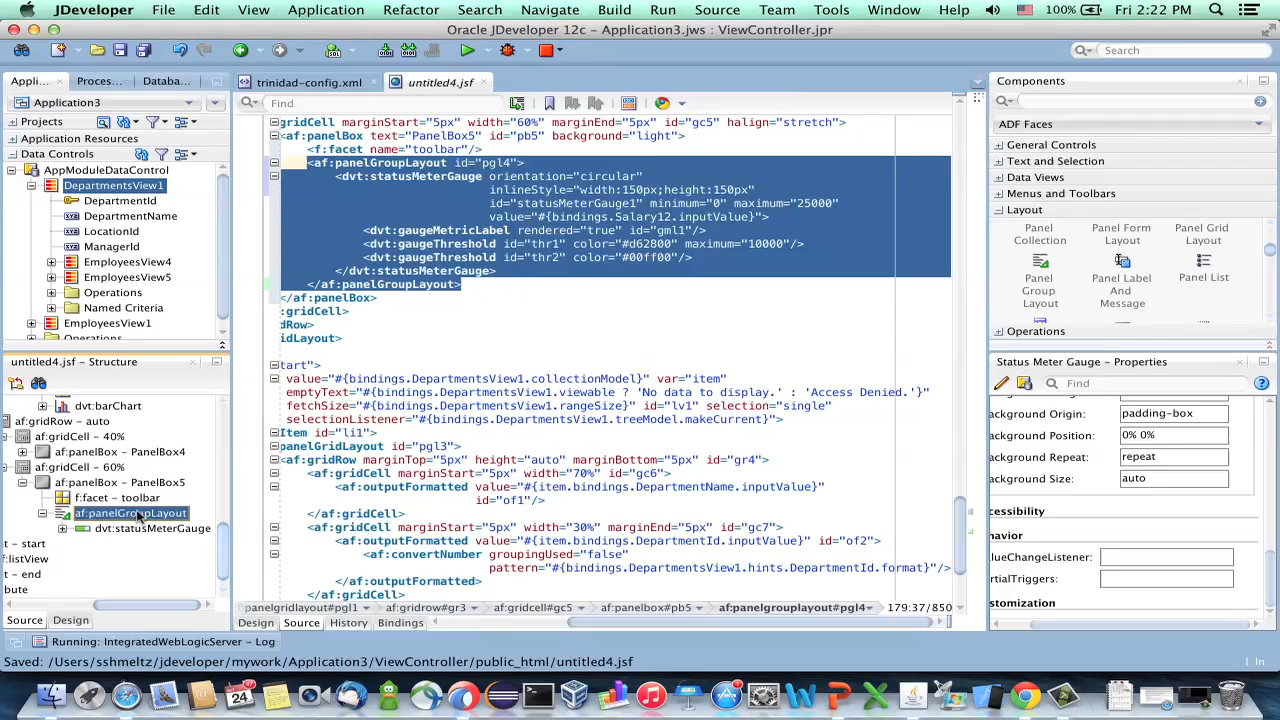 JDeveloper File Edit View Application Refactor Search Navigate Build Run Source Team Tools Window Help 100% Fri 2:22 PM
Oracle JDeveloper 12c - Application3.jws : ViewController.jpr
Search
Appli... Proces... Databa...
trinidad-config.xml untitled4.jsf
Components
Application3
Find
Projects
Application Resources
Data Controls
AppModuleDataControl
DepartmentsView1
DepartmentId
DepartmentName
LocationId
ManagerId
EmployeesView4
EmployeesView5
Operations
Named Criteria
EmployeesView1
Operations
gridCell marginStart="5px" width="60%" marginEnd="5px" id="gc5" halign="stretch">
<af:panelBox text="PanelBox5" id="pb5" background="light">
<f:facet name="toolbar"/>
<af:panelGroupLayout id="pgl4">
<dvt:statusMeterGauge orientation="circular"
inlineStyle="width:150px;height:150px"
id="statusMeterGauge1" minimum="0" maximum="25000"
value="#{bindings.Salary12.inputValue}">
<dvt:gaugeMetricLabel rendered="true" id="gml1"/>
<dvt:gaugeThreshold id="thr1" color="#d62800" maximum="10000"/>
<dvt:gaugeThreshold id="thr2" color="#00ff00"/>
</dvt:statusMeterGauge>
</af:panelGroupLayout>
</af:panelBox>
:gridCell>
dRow>
idLayout>
tart">
value="#{bindings.DepartmentsView1.collectionModel}" var="item"
emptyText="#{bindings.DepartmentsView1.viewable ? 'No data to display.' : 'Access Denied.'}"
fetchSize="#{bindings.DepartmentsView1.rangeSize}" id="lv1" selection="single"
selectionListener="#{bindings.DepartmentsView1.treeModel.makeCurrent}">
Item id="li1">
panelGridLayout id="pgl3">
<af:gridRow marginTop="5px" height="auto" marginBottom="5px" id="gr4">
<af:gridCell marginStart="5px" width="70%" id="gc6">
<af:outputFormatted value="#{item.bindings.DepartmentName.inputValue}"
id="of1"/>
</af:gridCell>
<af:gridCell marginStart="5px" width="30%" marginEnd="5px" id="gc7">
<af:outputFormatted value="#{item.bindings.DepartmentId.inputValue}" id="of2">
<af:convertNumber groupingUsed="false"
pattern="#{bindings.DepartmentsView1.hints.DepartmentId.format}"/>
</af:outputFormatted>
</af:gridCell>
ADF Faces
General Controls
Text and Selection
Data Views
Menus and Trinidad
Layout
Panel Collection
Panel Form Layout
Panel Grid Layout
Panel Group Layout
Panel Label And Message
Panel List
Operations
untitled4.jsf - Structure
dvt:barChart
af:gridRow - auto
af:gridCell - 40%
af:panelBox - PanelBox4
af:gridCell - 60%
af:panelBox - PanelBox5
f:facet - toolbar
af:panelGroupLayout
dvt:statusMeterGauge
t - start
f:listView
t - end
bute
Source Design
Status Meter Gauge - Properties
Find
ackground Origin: padding-box
ackground Position: 0% 0%
ackground Repeat: repeat
ackground Size: auto
cessibility
havior
lueChangeListener:
rtialTriggers:
stomization
panelgridlayout#pgl1 af:gridrow#gr3 af:gridcell#gc5 af:panelbox#pb5 af:panelgrouplayout#pgl4 179:37/850
Design Source History Bindings
Running: IntegratedWebLogicServer - Log
Saved: /Users/sshmeltz/jdeveloper/mywork/Application3/ViewController/public_html/untitled4.jsf
In
24